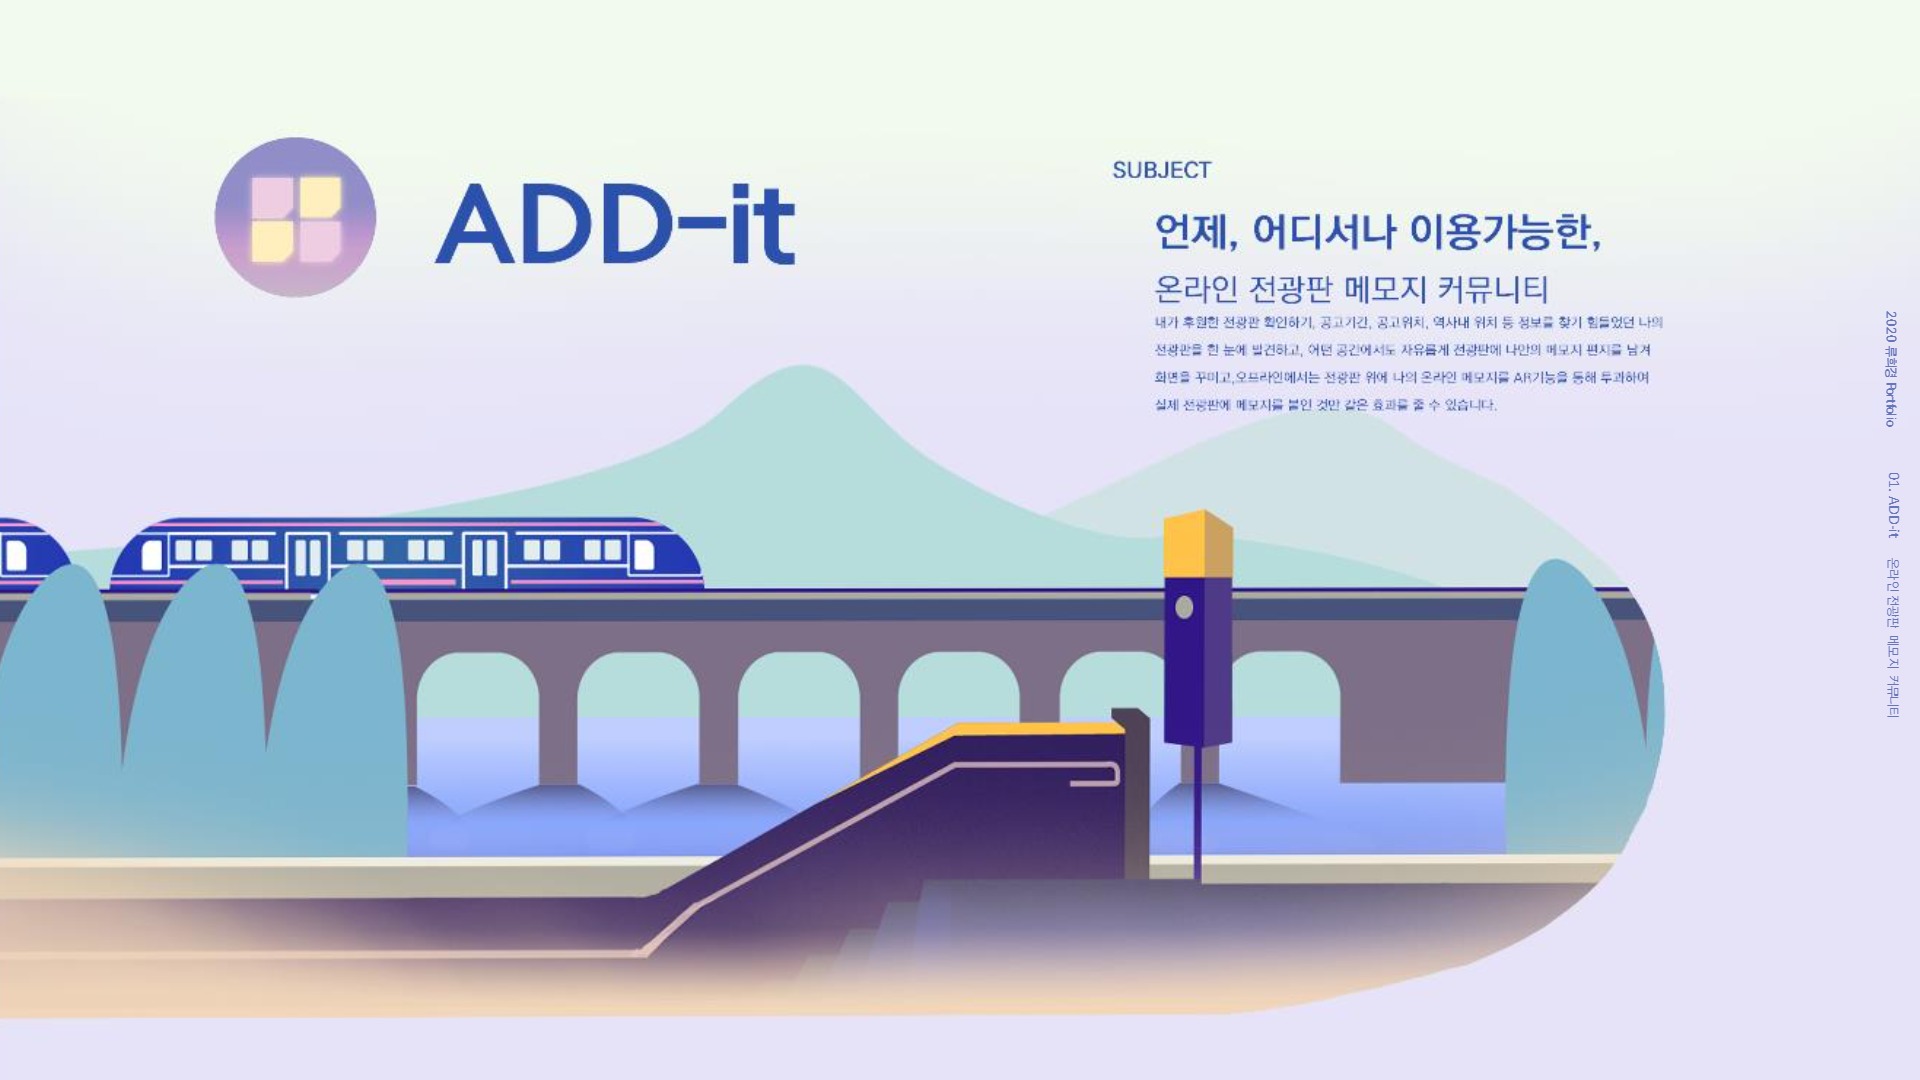 ADD-it
SUBJECT
언제, 어디서나 이용가능한,
온라인 전광판 메모지 커뮤니티
내가 후원한 전광판 확인하기, 공고기간, 공고위치, 역사내 위치 등 정보를 찾기 힘들었던 나의
전광판을 한 눈에 발견하고, 어떤 공간에서도 자유롭게 전광판에 나만의 메모지 편지를 남겨
화면을 꾸미고,오프라인에서는 전광판 위에 나의 온라인 메모지를 AR기능을 통해 투과하여
실제 전광판에 메모지를 붙인 것만 같은 효과를 줄 수 있습니다.
2020 류희경 Portfolio
01. ADD-it 온라인 전광판 메모지 커뮤니티